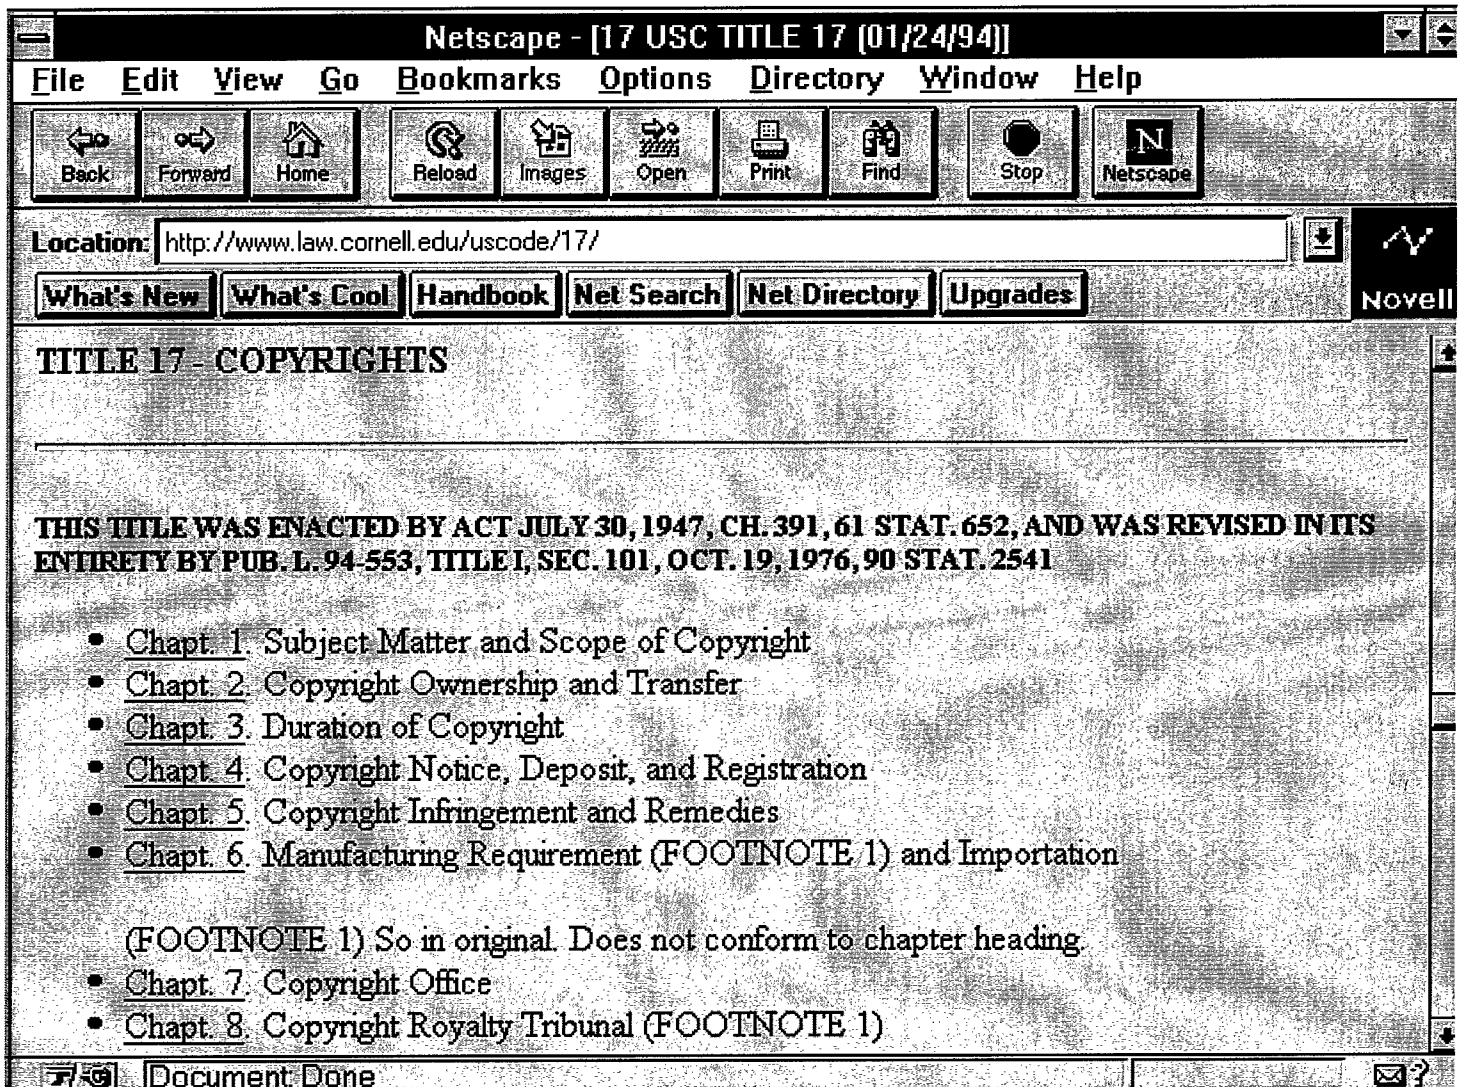 Netscape - [17 USC TITLE 17 (01/24/94)]
File Edit View Go Bookmarks Options Directory Window Help
Back Forward Home Reload Images Open Print Find Stop N Netscape
Location: http://www.law.cornell.edu/uscode/17/
What's New What's Cool Handbook Net Search Net Directory Upgrades Novell
TITLE 17 - COPYRIGHTS
THIS TITLE WAS ENACTED BY ACT JULY 30, 1947, CH. 391, 61 STAT. 652, AND WAS REVISED IN ITS
ENTIRETY BY PUB. L. 94-553, TITLE I, SEC. 101, OCT. 19, 1976, 90 STAT. 2541
• Chapt. 1. Subject Matter and Scope of Copyright
• Chapt. 2. Copyright Ownership and Transfer
• Chapt. 3. Duration of Copyright
• Chapt. 4. Copyright Notice, Deposit, and Registration
• Chapt. 5. Copyright Infringement and Remedies
• Chapt. 6. Manufacturing Requirement (FOOTNOTE 1) and Importation
(FOOTNOTE 1) So in original. Does not conform to chapter heading.
• Chapt. 7. Copyright Office
• Chapt. 8. Copyright Royalty Tribunal (FOOTNOTE 1)
Document: Done ?